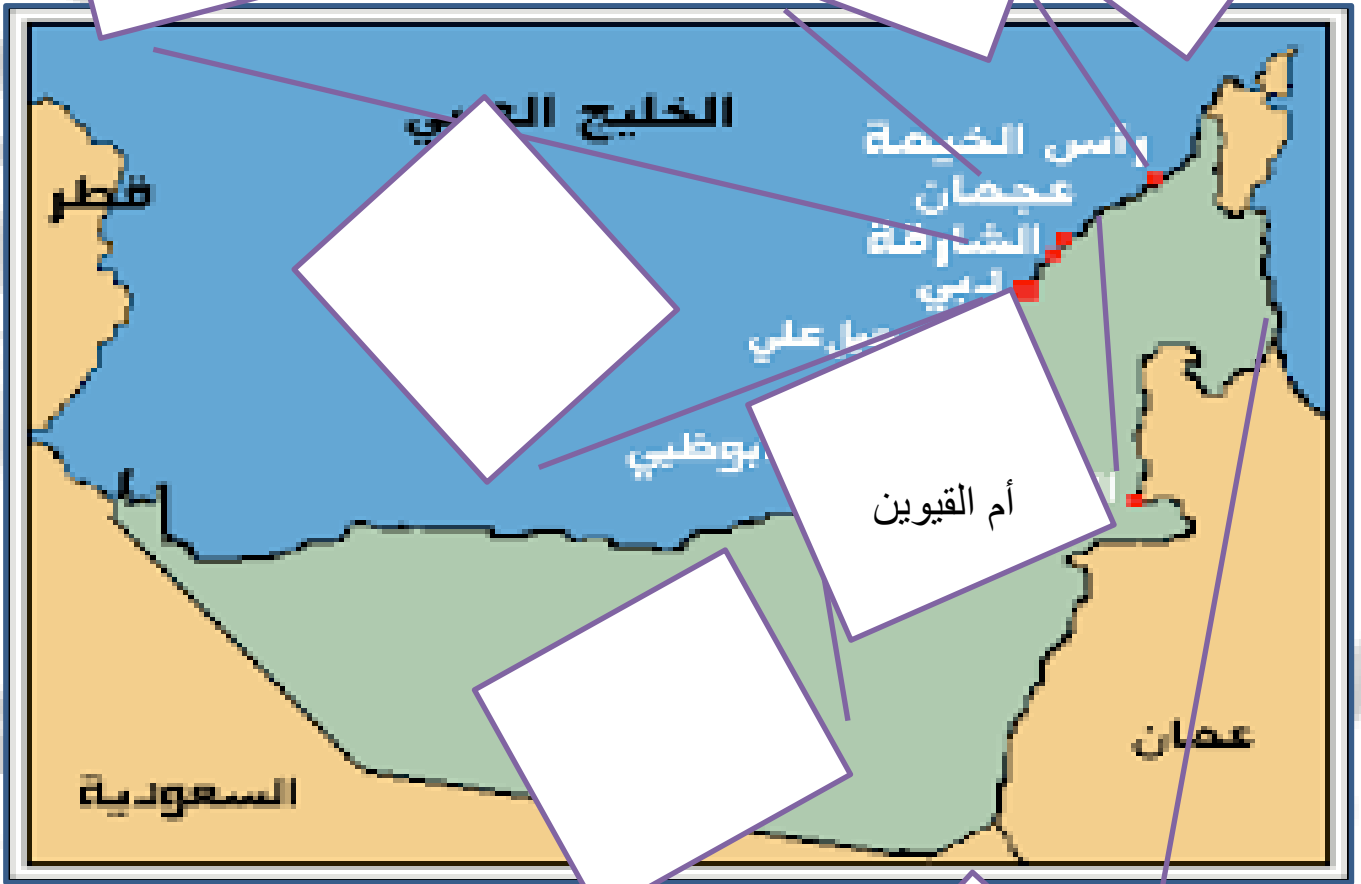 الخليج
رأس الخيمة
قطر
عجمان
الشارقة
دبي
أبوظبي
أم القيوين
عمان
السعودية